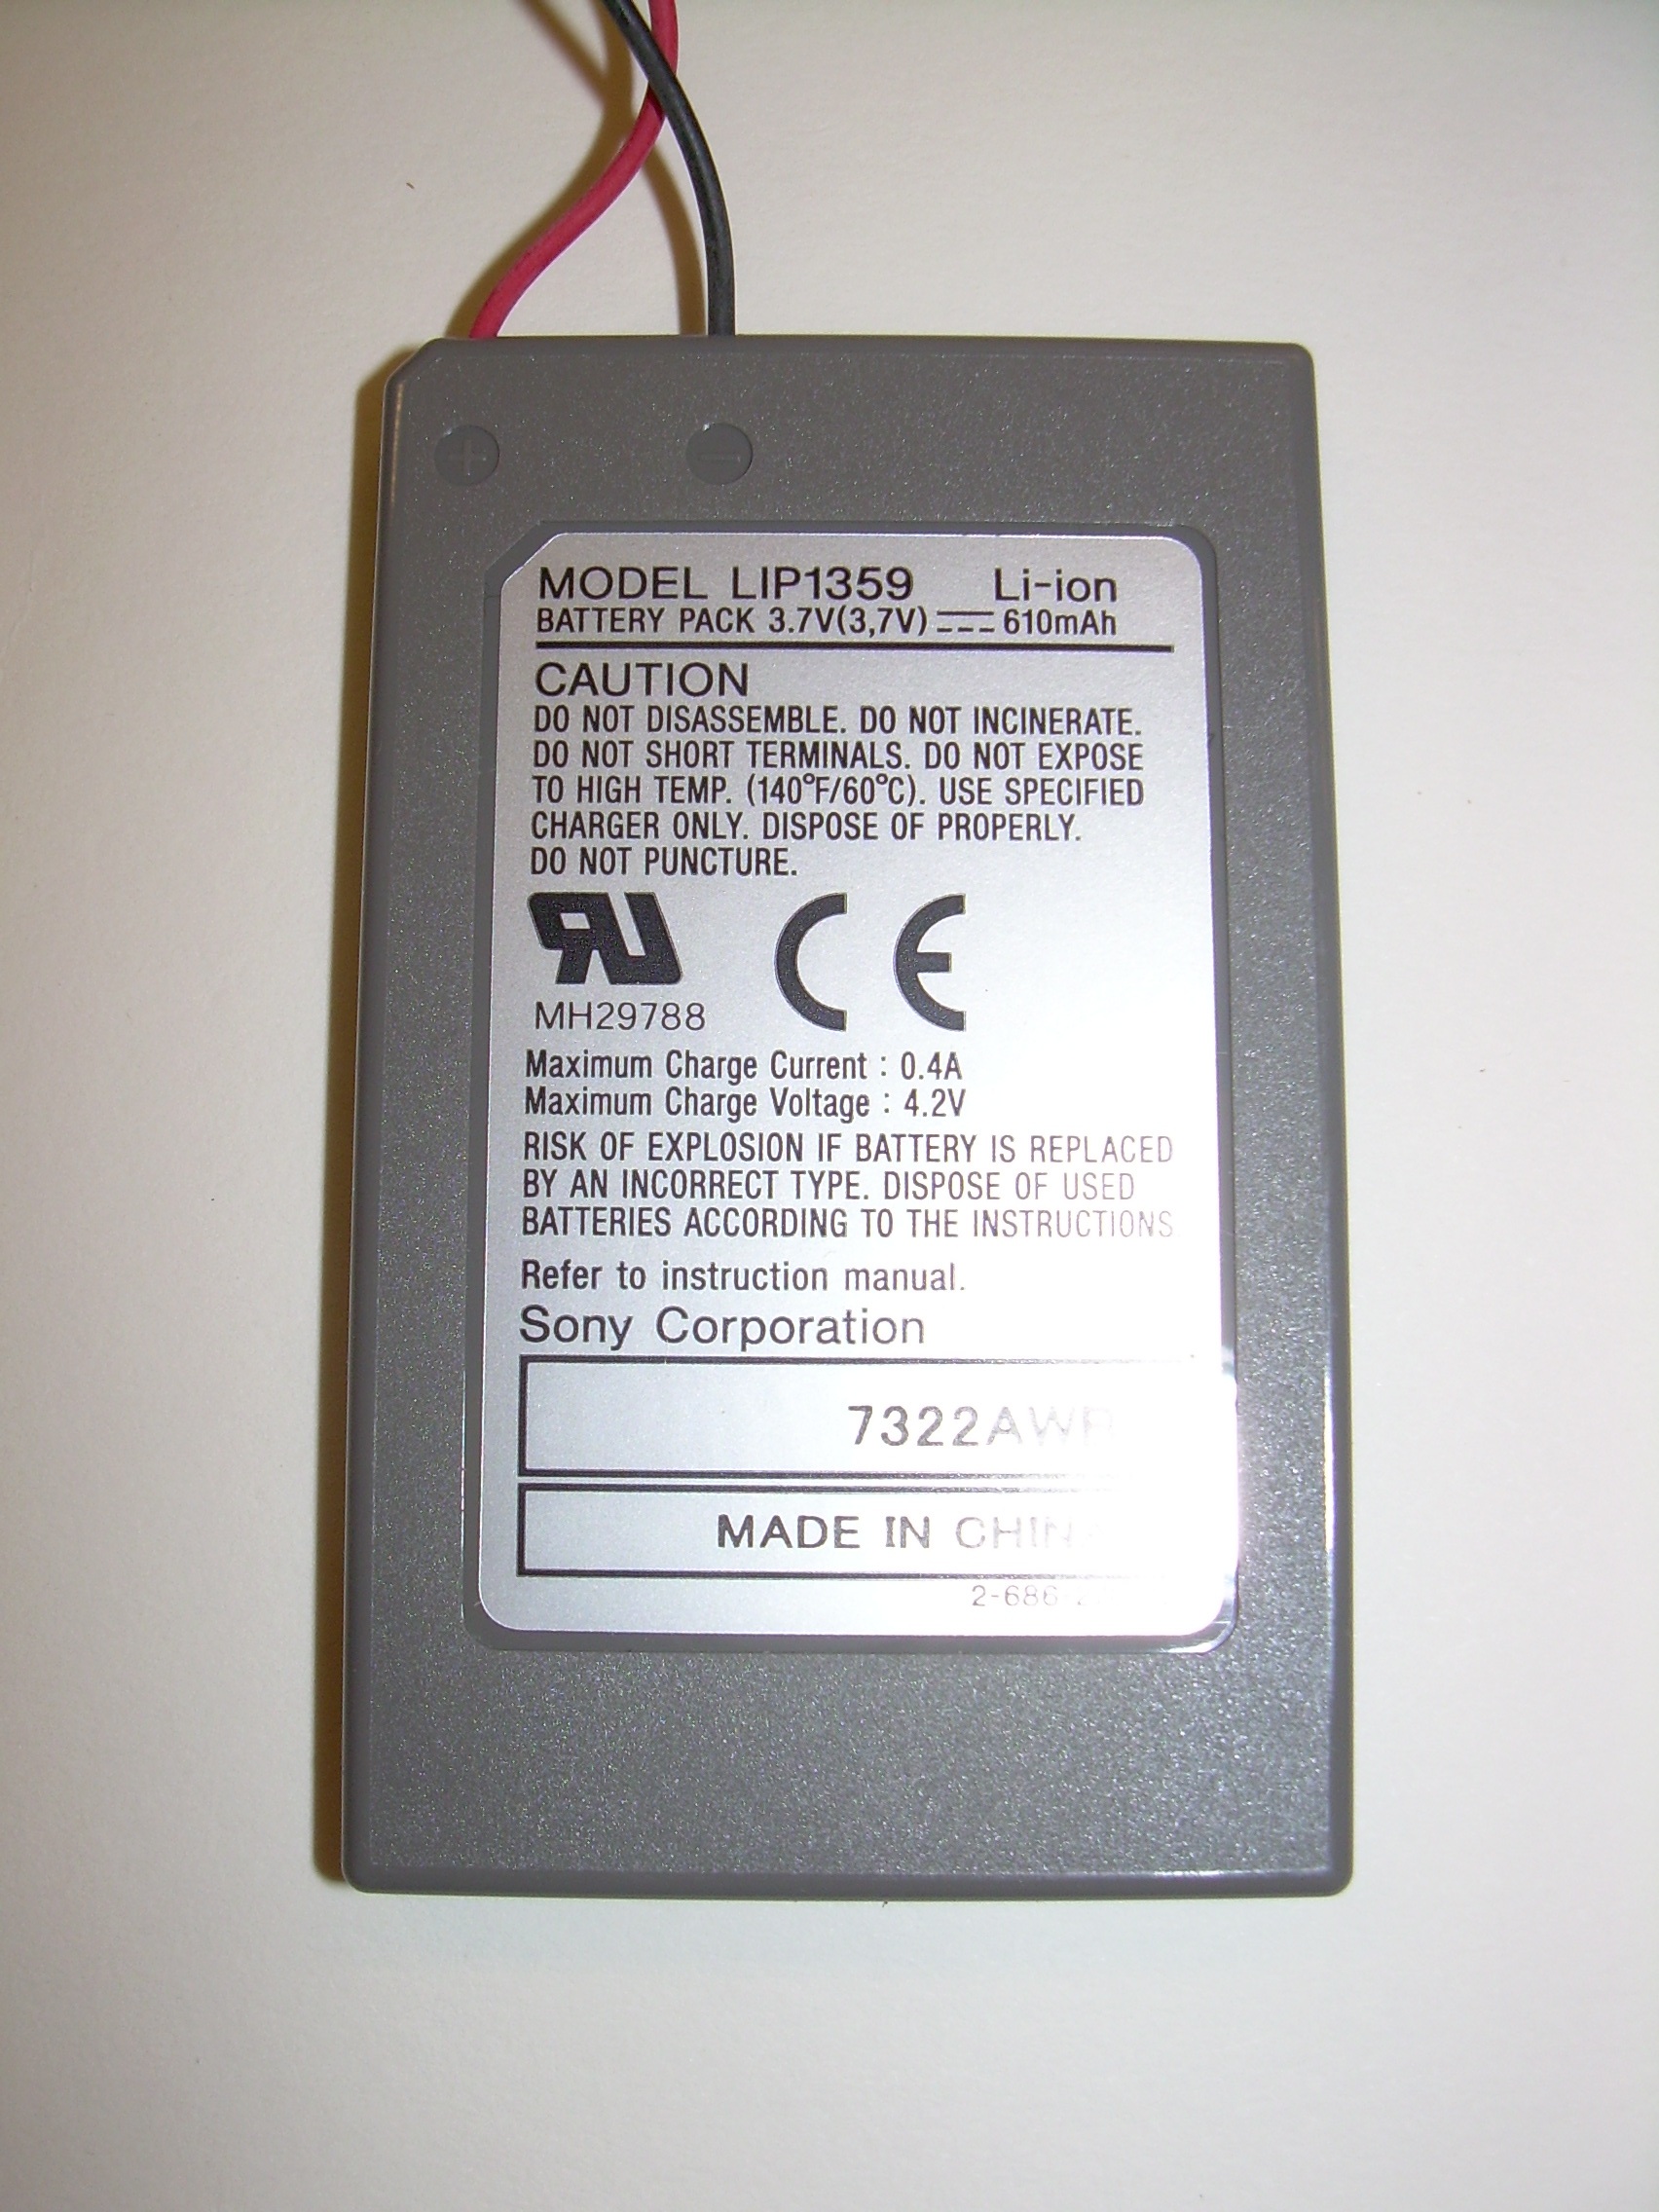 + −
MODEL LIP1359 Li-ion
BATTERY PACK 3.7V(3,7V) ⎓ 610mAh
CAUTION
DO NOT DISASSEMBLE. DO NOT INCINERATE.
DO NOT SHORT TERMINALS. DO NOT EXPOSE
TO HIGH TEMP. (140°F/60°C). USE SPECIFIED
CHARGER ONLY. DISPOSE OF PROPERLY.
DO NOT PUNCTURE.
RU CE
MH29788
Maximum Charge Current : 0.4A
Maximum Charge Voltage : 4.2V
RISK OF EXPLOSION IF BATTERY IS REPLACED
BY AN INCORRECT TYPE. DISPOSE OF USED
BATTERIES ACCORDING TO THE INSTRUCTIONS
Refer to instruction manual.
Sony Corporation
MADE IN